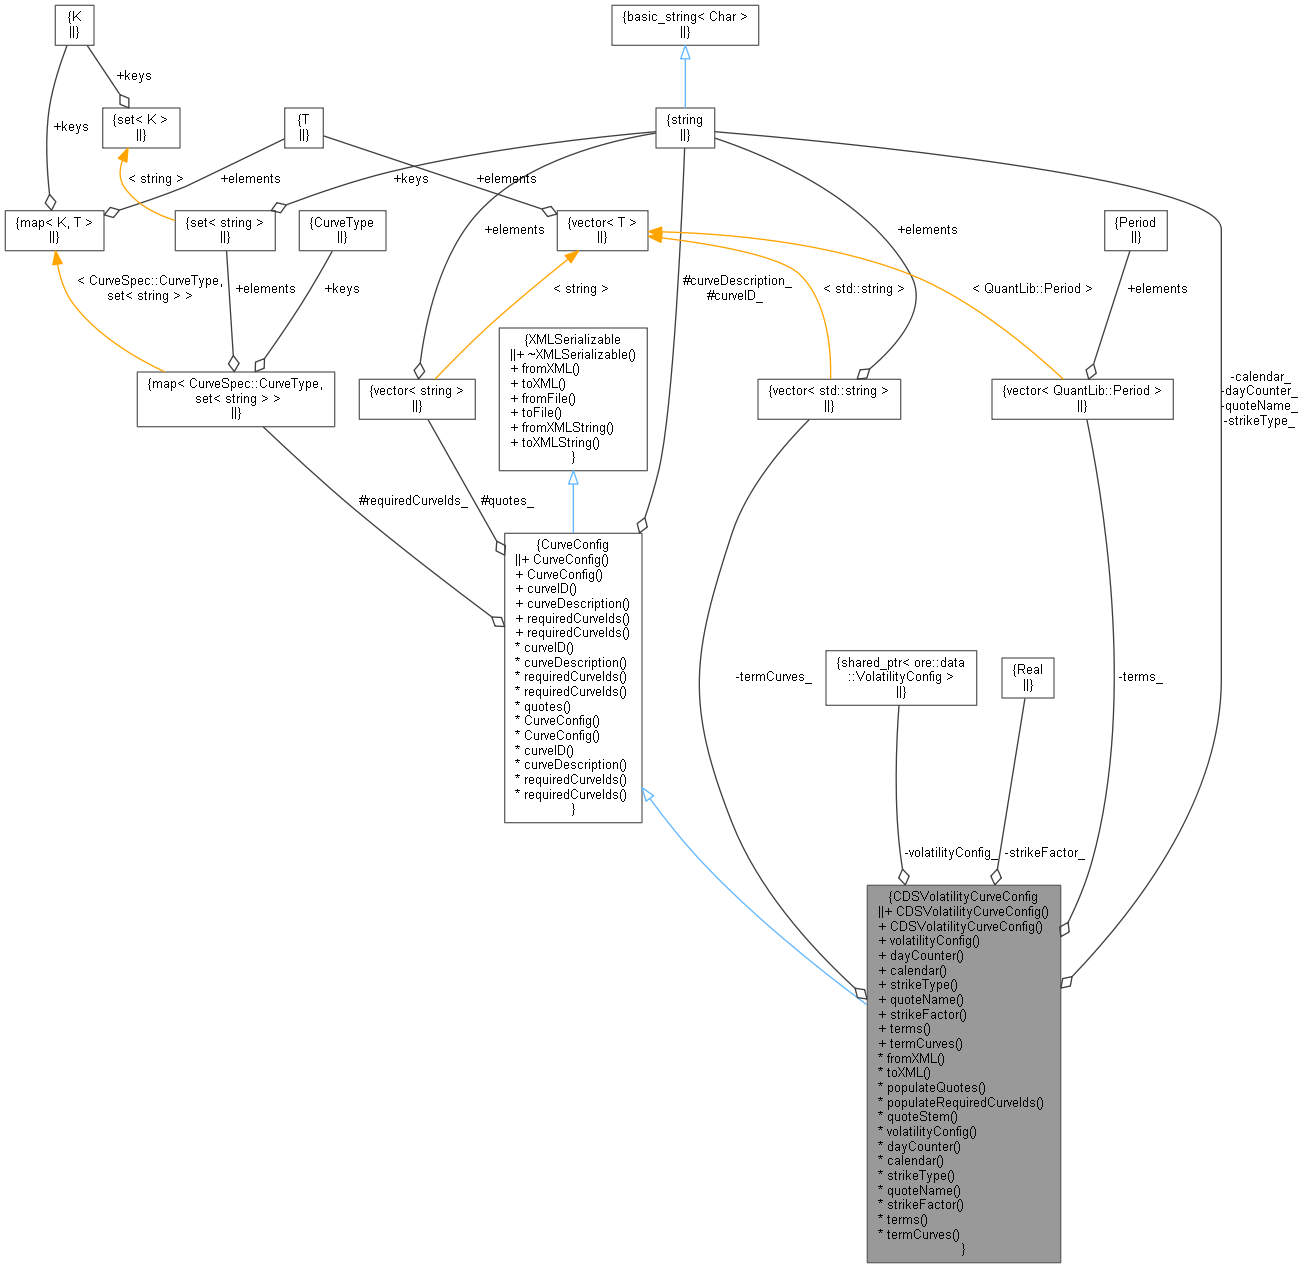 {K
||}
{basic_string< Char >
||}
+keys
{set< K >
||}
+keys
{T
||}
{string
||}
< string >
+elements
+keys
+elements
{map< K, T >
||}
{set< string >
||}
{CurveType
||}
+elements
{vector< T >
||}
+elements
{Period
||}
< CurveSpec::CurveType,
set< string > >
+elements
+keys
< string >
#curveDescription_
#curveID_
< std::string >
< QuantLib::Period >
+elements
{map< CurveSpec::CurveType,
set< string > >
||}
{vector< string >
||}
{XMLSerializable
||+ ~XMLSerializable()
+ fromXML()
+ toXML()
+ fromFile()
+ toFile()
+ fromXMLString()
+ toXMLString()
}
{vector< std::string >
||}
{vector< QuantLib::Period >
||}
-calendar_
-dayCounter_
-quoteName_
-strikeType_
#requiredCurveIds_
#quotes_
{CurveConfig
||+ CurveConfig()
+ CurveConfig()
+ curveID()
+ curveDescription()
+ requiredCurveIds()
+ requiredCurveIds()
* curveID()
* curveDescription()
* requiredCurveIds()
* requiredCurveIds()
* quotes()
* CurveConfig()
* CurveConfig()
* curveID()
* curveDescription()
* requiredCurveIds()
* requiredCurveIds()
}
-termCurves_
{shared_ptr< ore::data
::VolatilityConfig >
||}
{Real
||}
-terms_
-volatilityConfig_
-strikeFactor_
{CDSVolatilityCurveConfig
||+ CDSVolatilityCurveConfig()
+ CDSVolatilityCurveConfig()
+ volatilityConfig()
+ dayCounter()
+ calendar()
+ strikeType()
+ quoteName()
+ strikeFactor()
+ terms()
+ termCurves()
* fromXML()
* toXML()
* populateQuotes()
* populateRequiredCurveIds()
* quoteStem()
* volatilityConfig()
* dayCounter()
* calendar()
* strikeType()
* quoteName()
* strikeFactor()
* terms()
* termCurves()
}